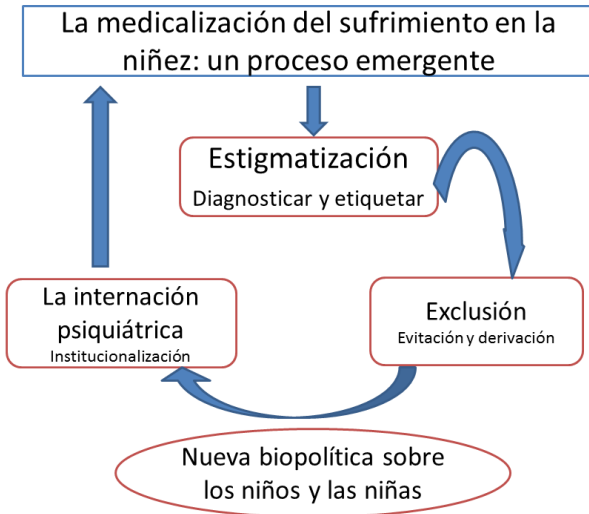 La medicalización del sufrimiento en la
niñez: un proceso emergente
Estigmatización
Diagnosticar y etiquetar
La internación
psiquiátrica
Institucionalización
Exclusión
Evitación y derivación
Nueva biopolítica sobre
los niños y las niñas